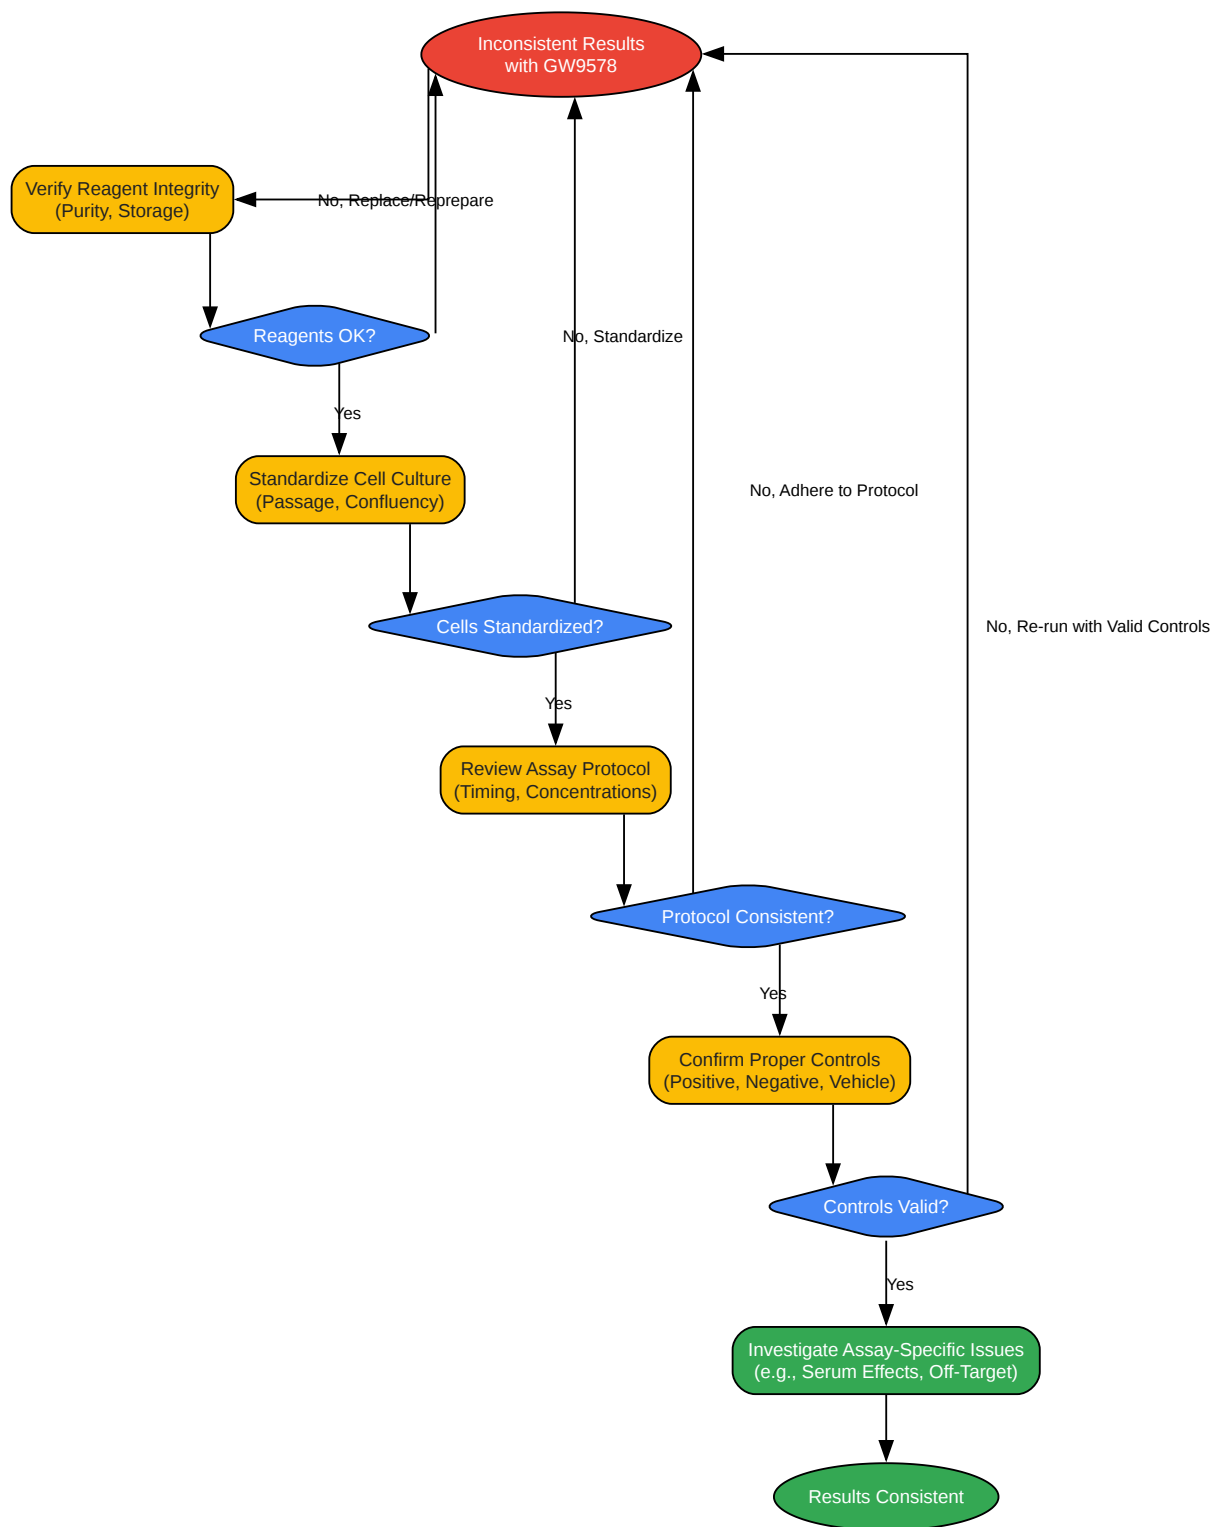 Inconsistent Results
with GW9578
Verify Reagent Integrity
(Purity, Storage)
No, Replace/Reprepare
Reagents OK?
No, Standardize
Yes
Standardize Cell Culture
(Passage, Confluency)
No, Adhere to Protocol
Cells Standardized?
No, Re-run with Valid Controls
Yes
Review Assay Protocol
(Timing, Concentrations)
Protocol Consistent?
Yes
Confirm Proper Controls
(Positive, Negative, Vehicle)
Controls Valid?
Yes
Investigate Assay-Specific Issues
(e.g., Serum Effects, Off-Target)
Results Consistent